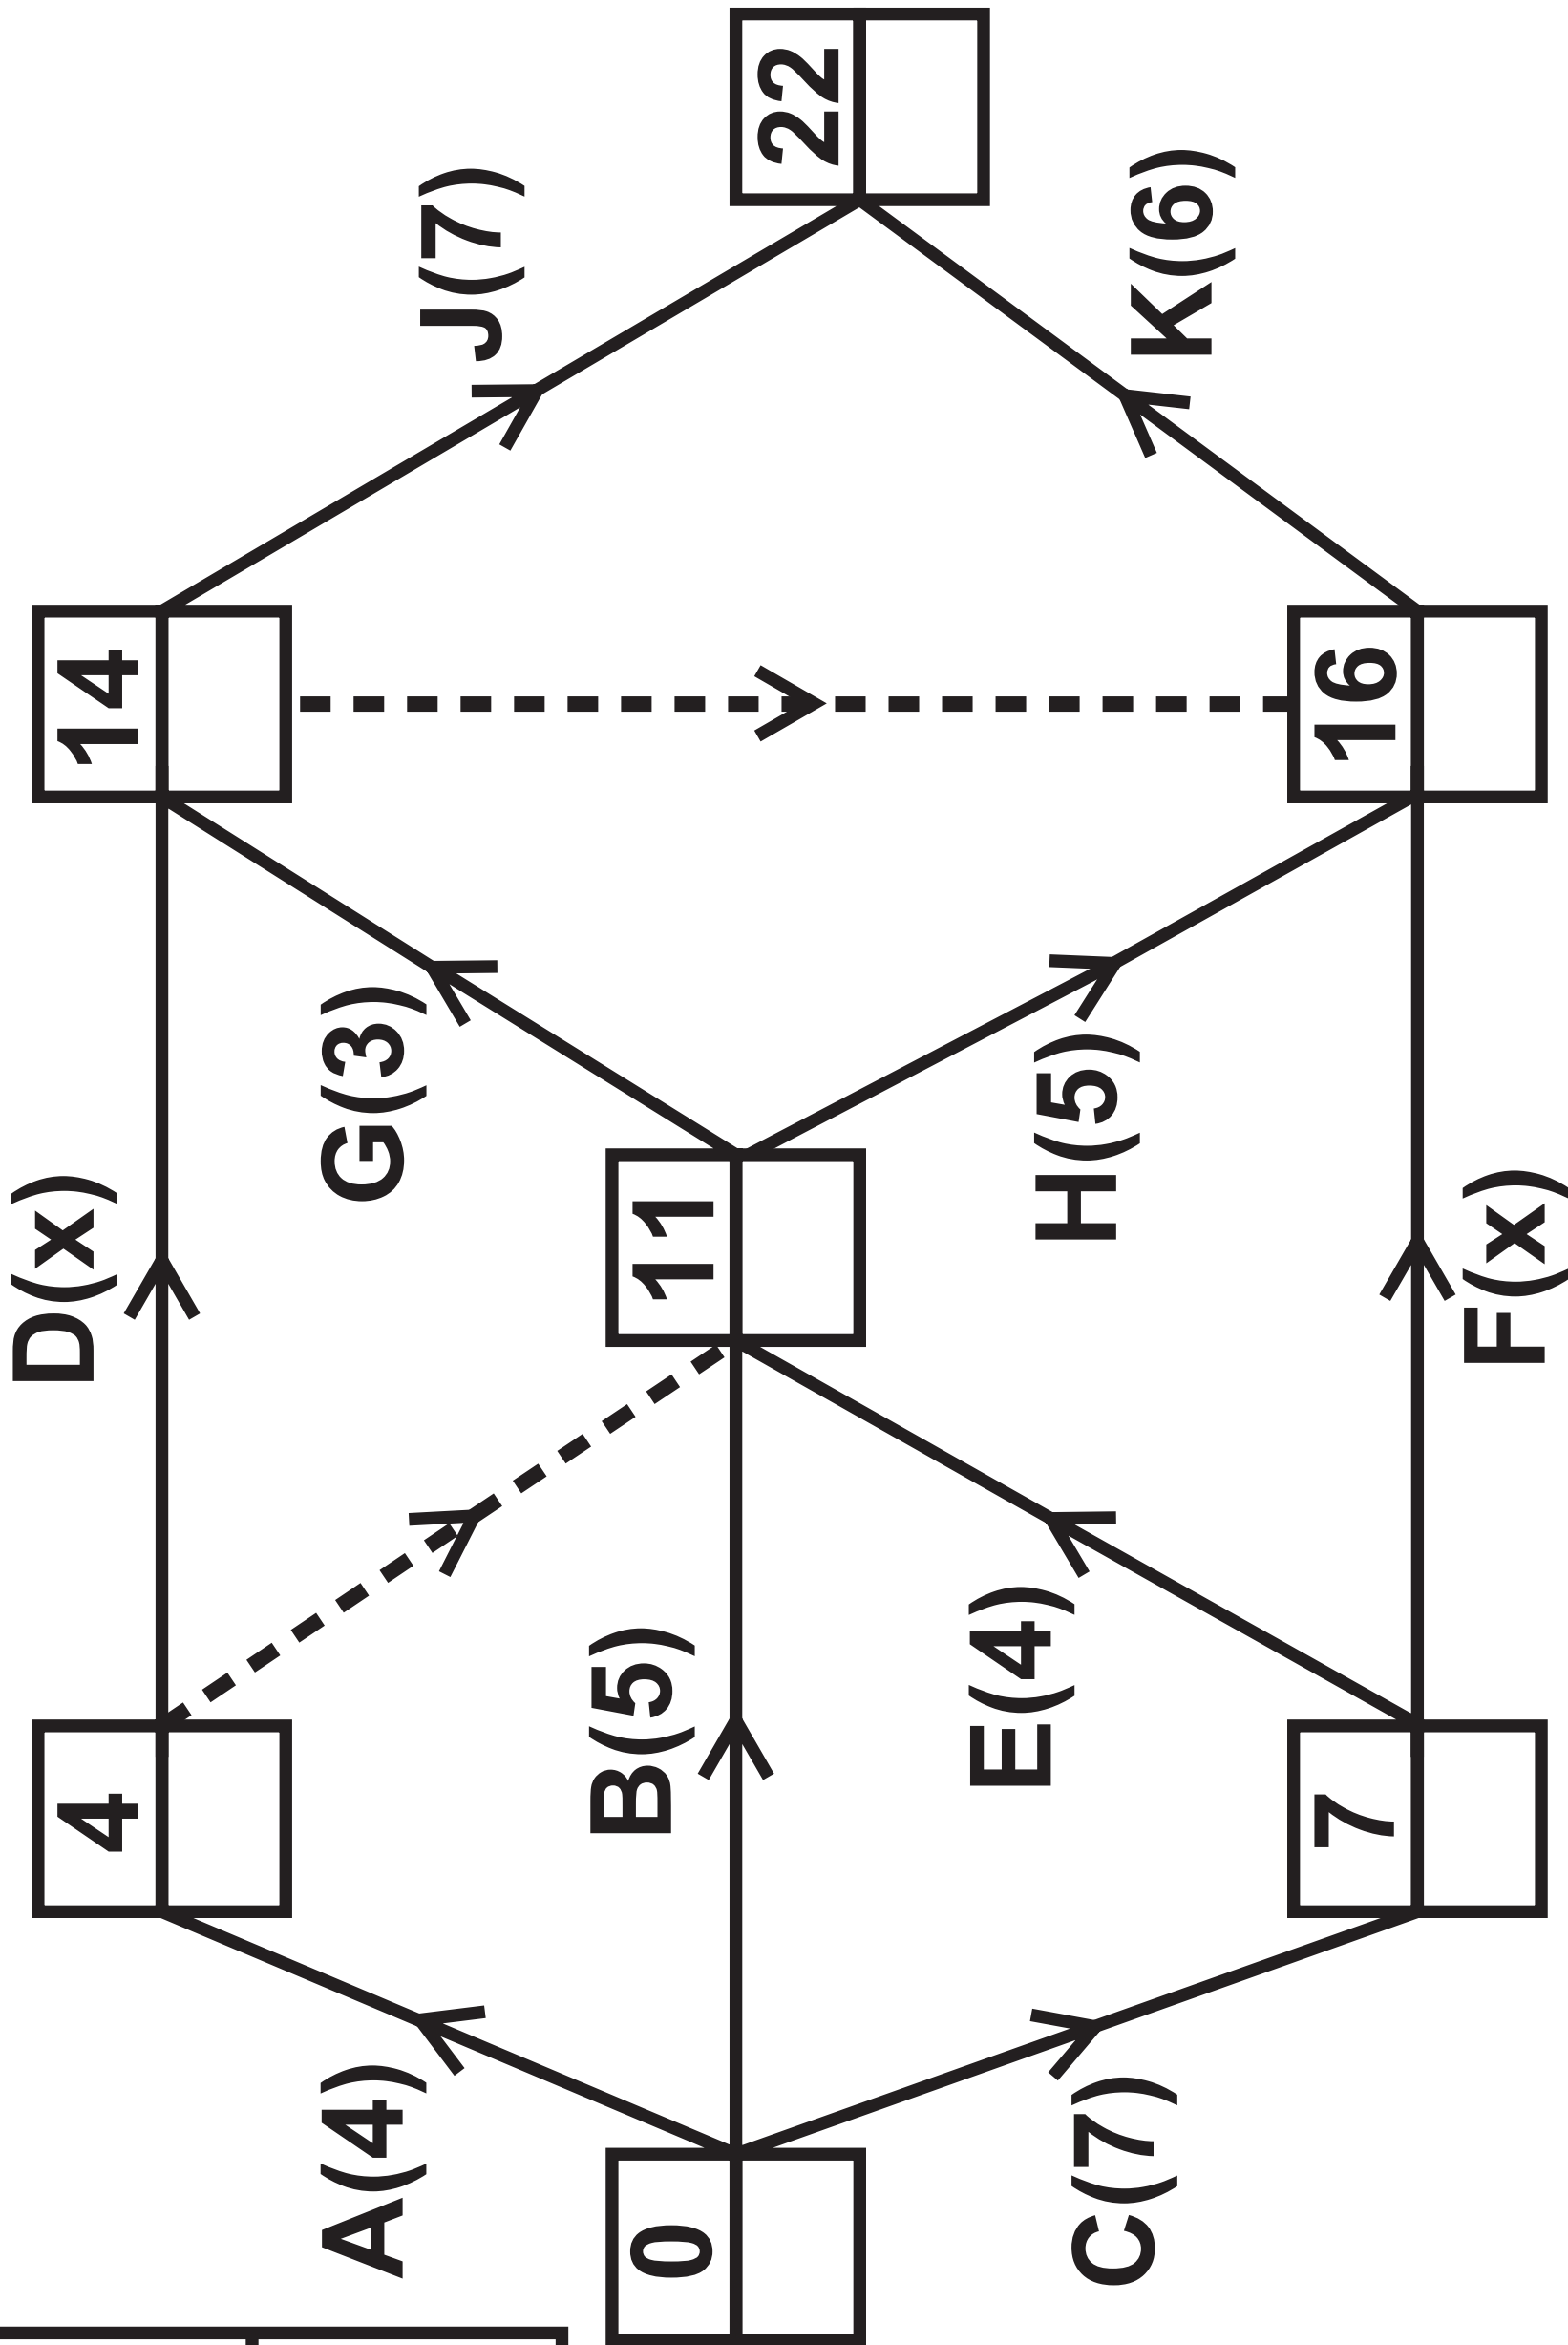 D(x)
4
14
A(4)
G(3)
J(7)
B(5)
0
11
22
E(4)
H(5)
K(6)
C(7)
7
16
F(x)